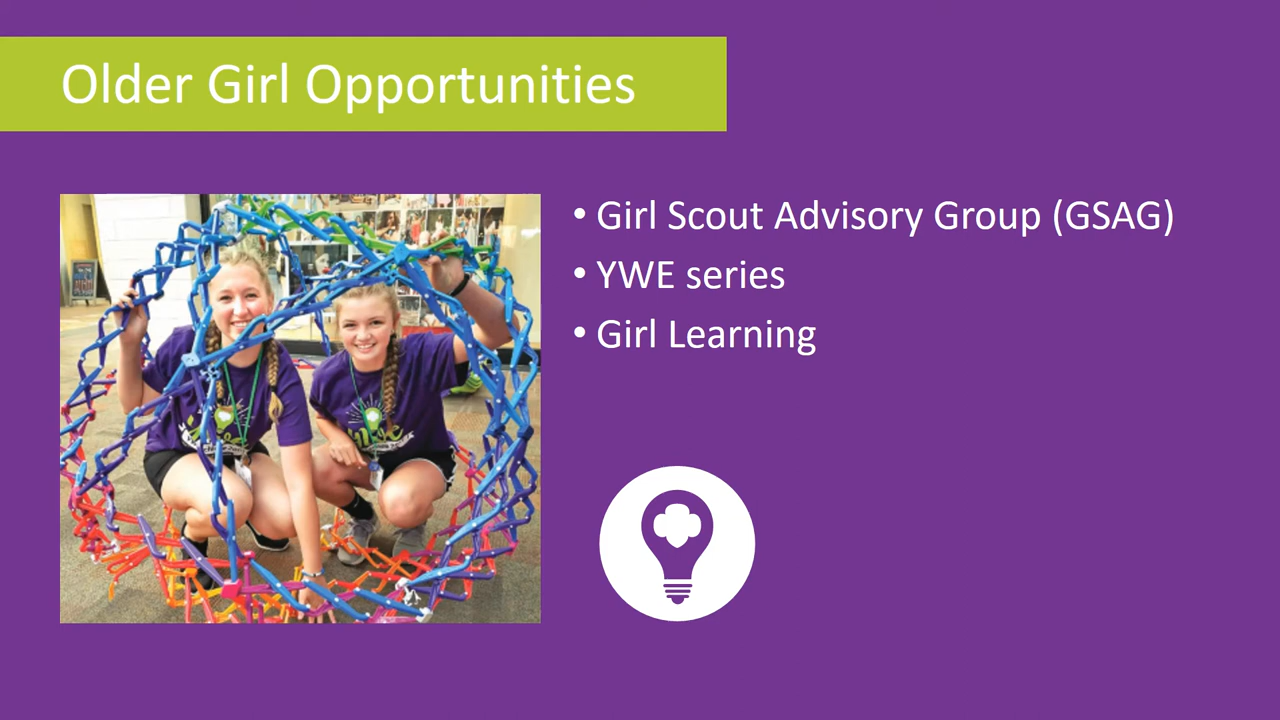 Older Girl Opportunities
• Girl Scout Advisory Group (GSAG)
• YWE series
• Girl Learning